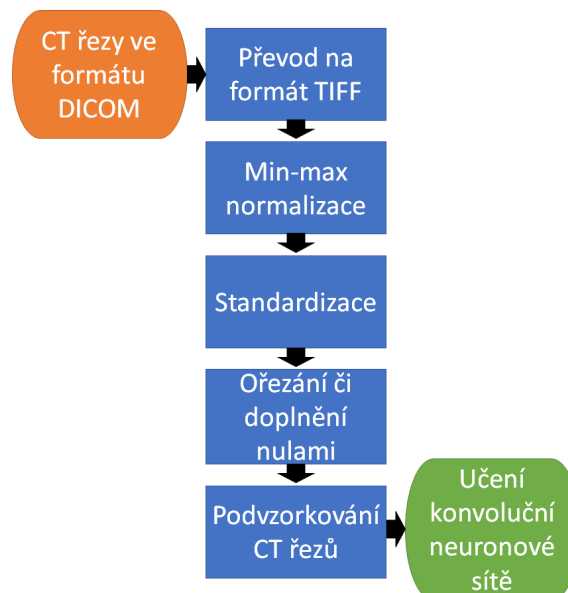 CT řezy ve
formátu
DICOM
Převod na
formát TIFF
Min-max
normalizace
Standardizace
Ořezání či
doplnění
nulami
Podvzorkování
CT řezů
Učení
konvoluční
neuronové
sítě